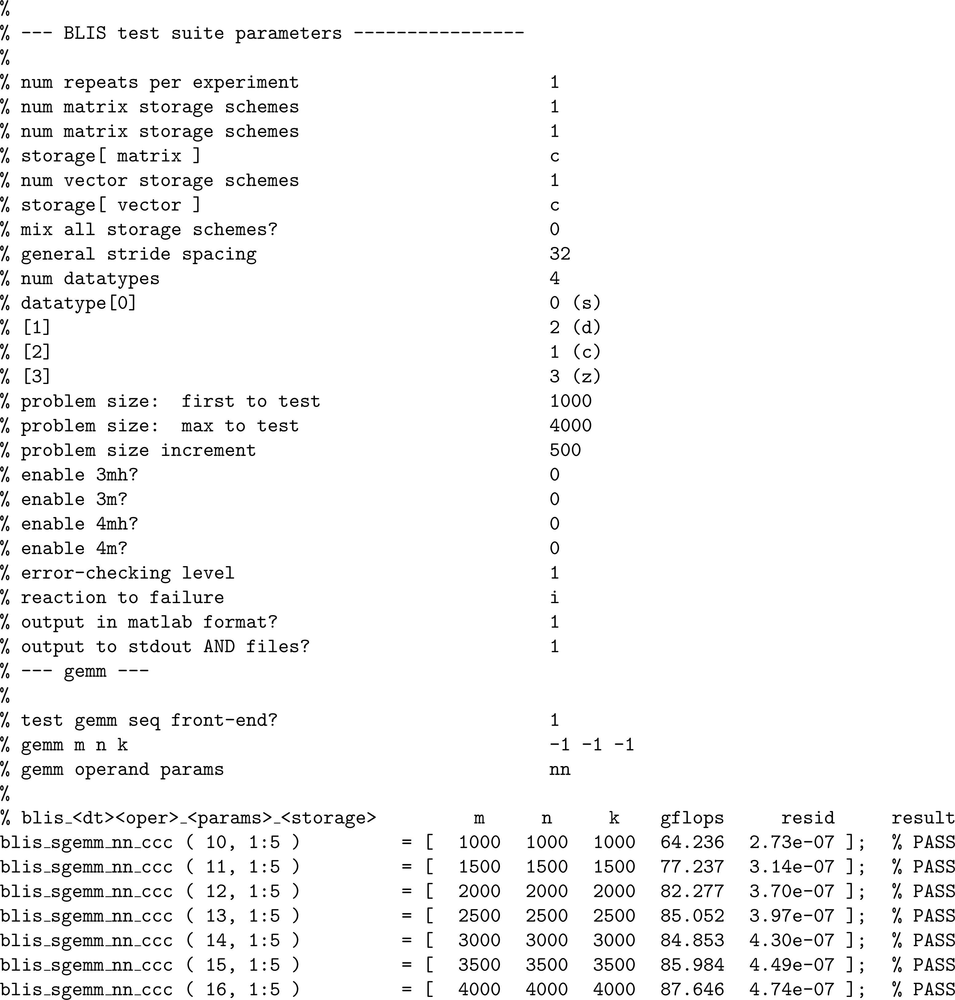 %
% --- BLIS test suite parameters ----------------
%
% num repeats per experiment 1
% num matrix storage schemes 1
% num matrix storage schemes 1
% storage[ matrix ] c
% num vector storage schemes 1
% storage[ vector ] c
% mix all storage schemes? 0
% general stride spacing 32
% num datatypes 4
% datatype[0] 0 (s)
% [1] 2 (d)
% [2] 1 (c)
% [3] 3 (z)
% problem size: first to test 1000
% problem size: max to test 4000
% problem size increment 500
% enable 3mh? 0
% enable 3m? 0
% enable 4mh? 0
% enable 4m? 0
% error-checking level 1
% reaction to failure i
% output in matlab format? 1
% output to stdout AND files? 1
% --- gemm ---
%
% test gemm seq front-end? 1
% gemm m n k -1 -1 -1
% gemm operand params nn
%
% blis_<dt><oper>_<params>_<storage> m n k gflops resid result
blis_sgemm_nn_ccc ( 10, 1:5 ) = [ 1000 1000 1000 64.236 2.73e-07 ]; % PASS
blis_sgemm_nn_ccc ( 11, 1:5 ) = [ 1500 1500 1500 77.237 3.14e-07 ]; % PASS
blis_sgemm_nn_ccc ( 12, 1:5 ) = [ 2000 2000 2000 82.277 3.70e-07 ]; % PASS
blis_sgemm_nn_ccc ( 13, 1:5 ) = [ 2500 2500 2500 85.052 3.97e-07 ]; % PASS
blis_sgemm_nn_ccc ( 14, 1:5 ) = [ 3000 3000 3000 84.853 4.30e-07 ]; % PASS
blis_sgemm_nn_ccc ( 15, 1:5 ) = [ 3500 3500 3500 85.984 4.49e-07 ]; % PASS
blis_sgemm_nn_ccc ( 16, 1:5 ) = [ 4000 4000 4000 87.646 4.74e-07 ]; % PASS